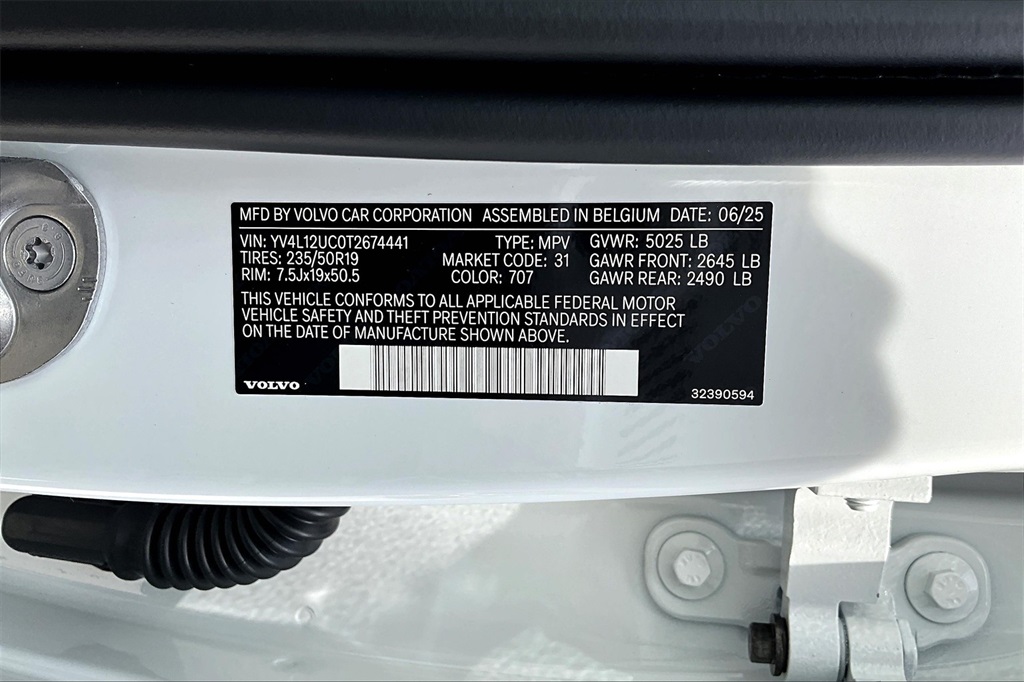 MFD BY VOLVO CAR CORPORATION ASSEMBLED IN BELGIUM DATE: 06/25
VIN: YV4L12UC0T2674441 TYPE: MPV GVWR: 5025 LB
TIRES: 235/50R19 MARKET CODE: 31 GAWR FRONT: 2645 LB
RIM: 7.5Jx19x50.5 COLOR: 707 GAWR REAR: 2490 LB
THIS VEHICLE CONFORMS TO ALL APPLICABLE FEDERAL MOTOR
VEHICLE SAFETY AND THEFT PREVENTION STANDARDS IN EFFECT
ON THE DATE OF MANUFACTURE SHOWN ABOVE.
VOLVO 32390594